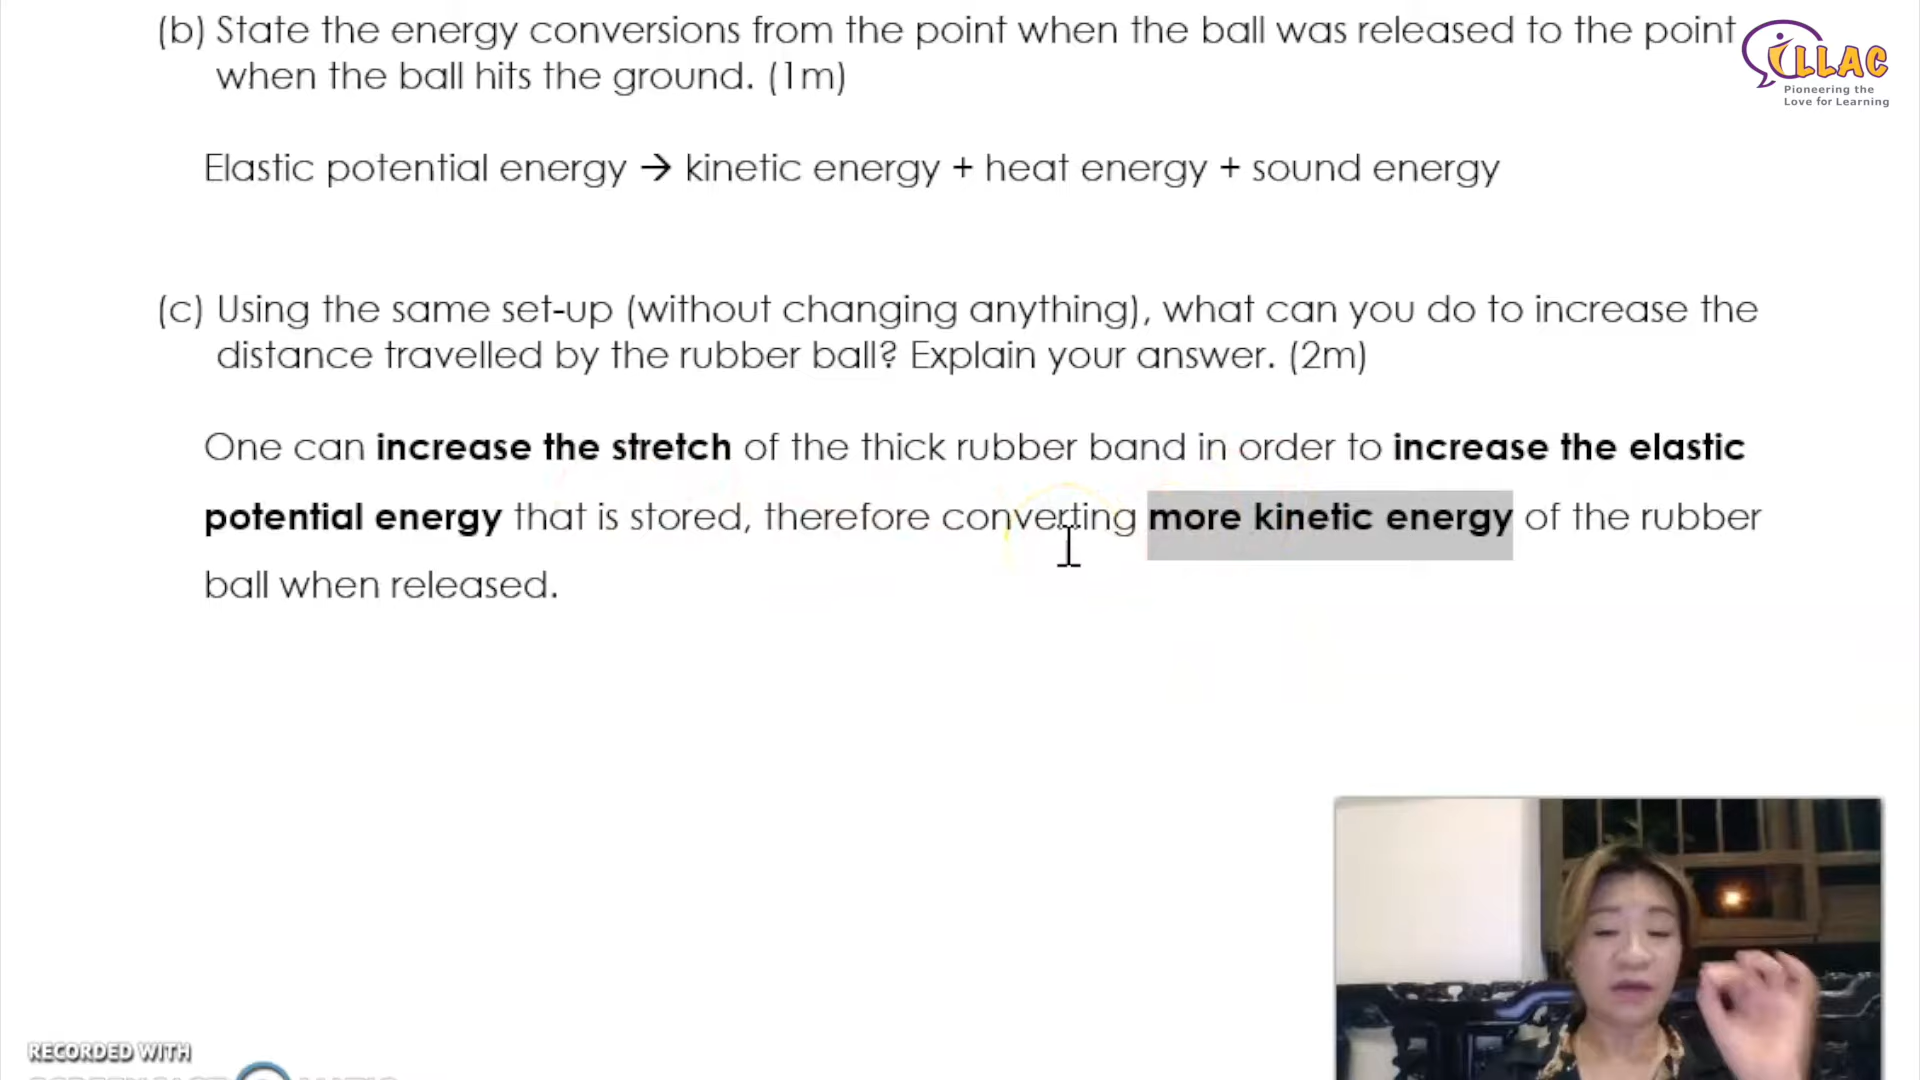 (b) State the energy conversions from the point when the ball was released to the point
when the ball hits the ground. (1m)
iLLAC
Pioneering the
Love for Learning
Elastic potential energy → kinetic energy + heat energy + sound energy
(c) Using the same set-up (without changing anything), what can you do to increase the
distance travelled by the rubber ball? Explain your answer. (2m)
One can increase the stretch of the thick rubber band in order to increase the elastic
potential energy that is stored, therefore converting more kinetic energy of the rubber
ball when released.
RECORDED WITH